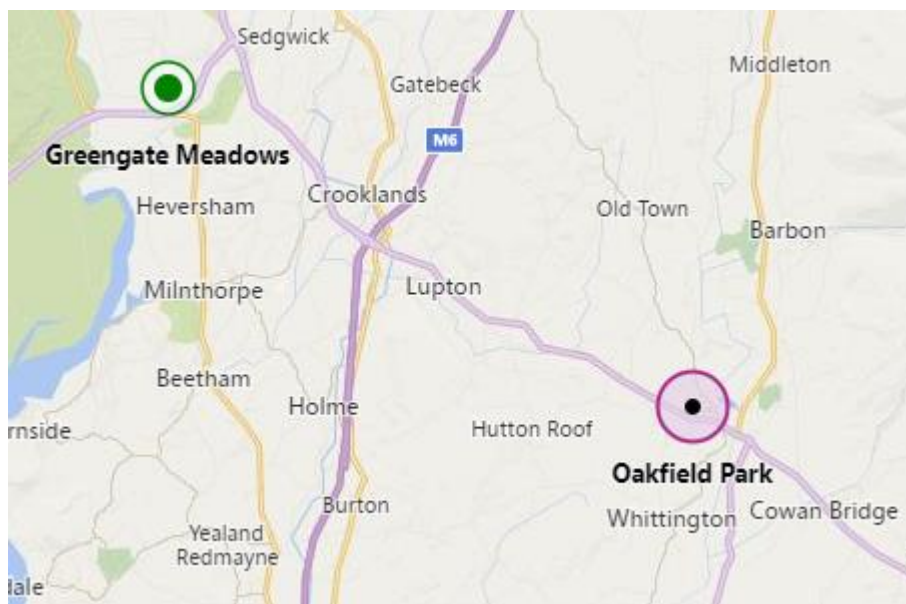 Sedgwick
Middleton
Gatebeck
M6
Greengate Meadows
Crooklands
Heversham
Old Town
Barbon
Lupton
Milnthorpe
Beetham
Holme
rnside
Hutton Roof
Oakfield Park
Burton
Whittington
Cowan Bridge
Yealand
Redmayne
dale